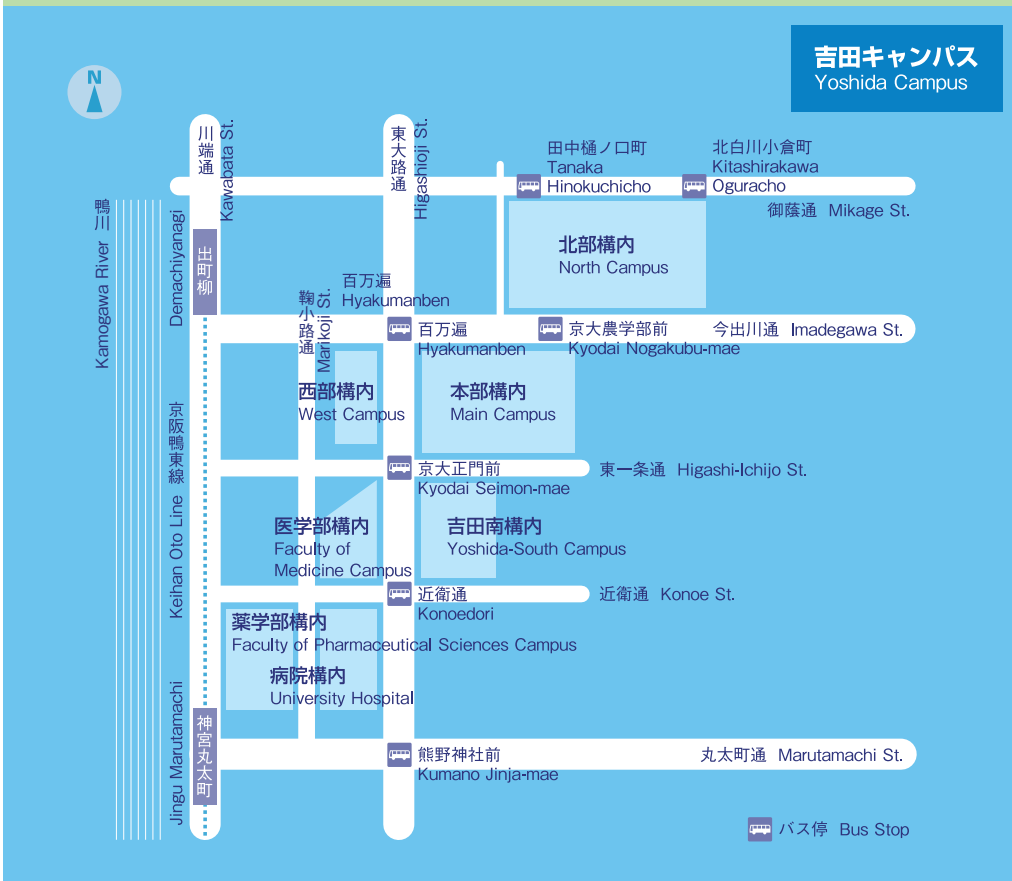 吉田キャンパス
Yoshida Campus
N
川端通
Kawabata St.
東大路通
Higashioji St.
田中樋ノ口町
Tanaka
Hinokuchicho
北白川小倉町
Kitashirakawa
Oguracho
御蔭通 Mikage St.
鴨川
Kamogawa River
Demachiyanagi
出町柳
北部構内
North Campus
百万遍
Hyakumanben
鞠小路通
Marikoji St.
百万遍
Hyakumanben
京大農学部前
Kyodai Nogakubu-mae
今出川通 Imadegawa St.
西部構内
West Campus
本部構内
Main Campus
京阪鴨東線
Keihan Oto Line
京大正門前
Kyodai Seimon-mae
東一条通 Higashi-Ichijo St.
医学部構内
Faculty of
Medicine Campus
吉田南構内
Yoshida-South Campus
近衛通
Konoedori
近衛通 Konoe St.
薬学部構内
Faculty of Pharmaceutical Sciences Campus
病院構内
University Hospital
Jingu Marutamachi
神宮丸太町
熊野神社前
Kumano Jinja-mae
丸太町通 Marutamachi St.
バス停 Bus Stop